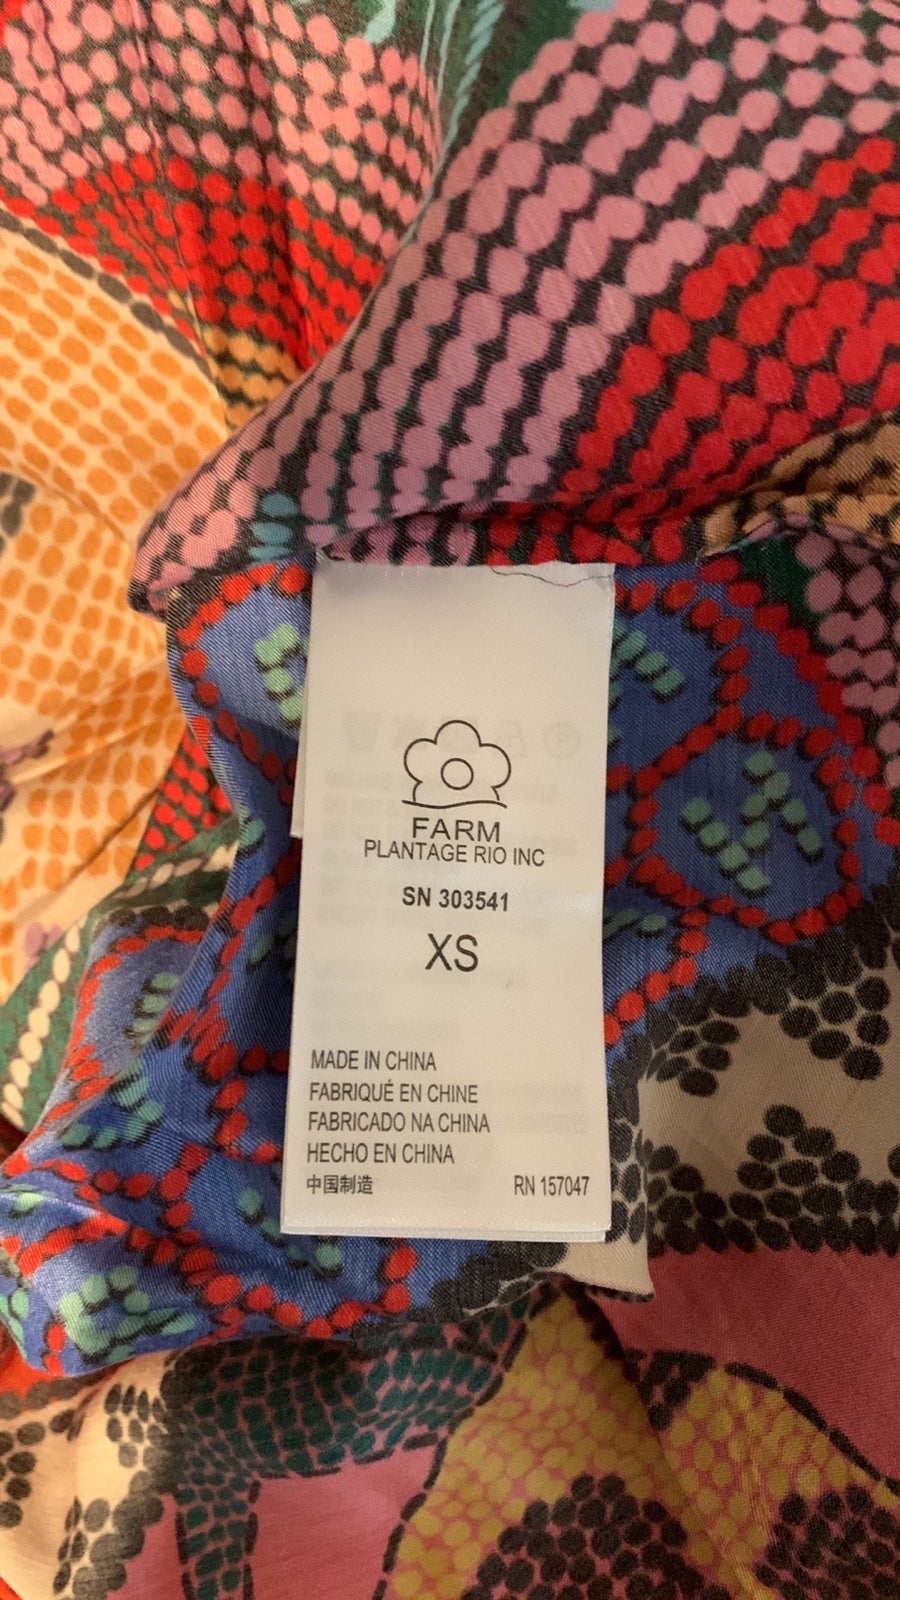 FARM
PLANTAGE RIO INC
SN 303541
XS
MADE IN CHINA
FABRIQUÉ EN CHINE
FABRICADO NA CHINA
HECHO EN CHINA
中国制造 RN 157047